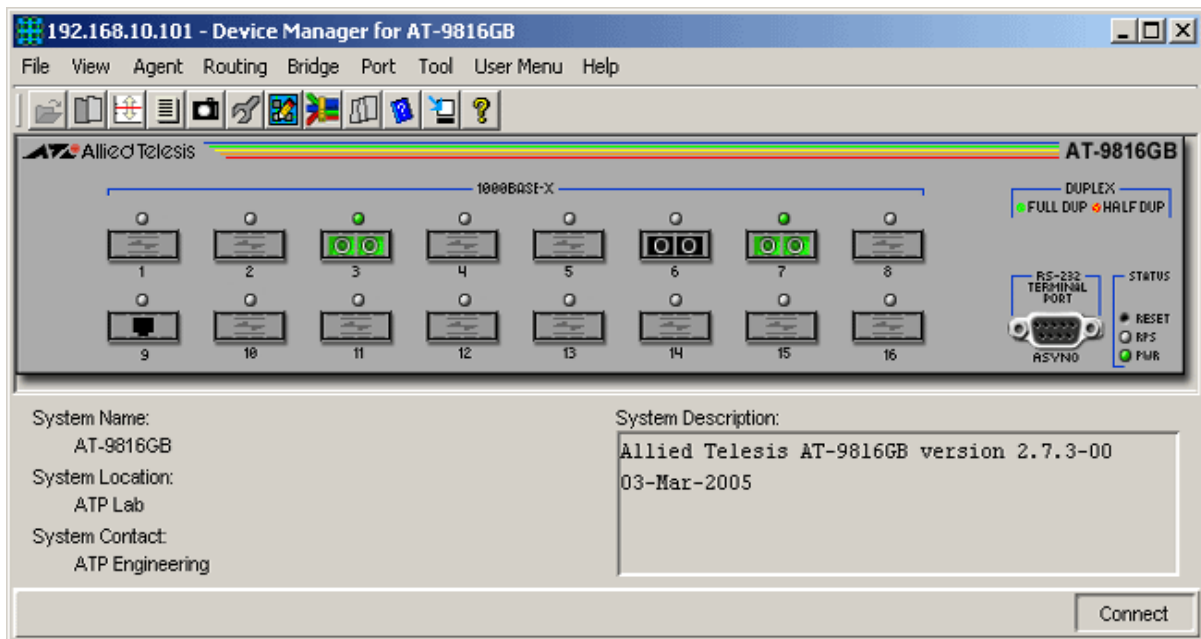 192.168.10.101 - Device Manager for AT-9816GB
File View Agent Routing Bridge Port Tool User Menu Help
Allied Telesis
AT-9816GB
1000BASE-X
DUPLEX
FULL DUP HALF DUP
1 2 3 4 5 6 7 8
RS-232
TERMINAL
PORT
STATUS
RESET
RPS
PWR
ASYN0
9 10 11 12 13 14 15 16
System Name:
AT-9816GB
System Location:
ATP Lab
System Contact:
ATP Engineering
System Description:
Allied Telesis AT-9816GB version 2.7.3-00
03-Mar-2005
Connect